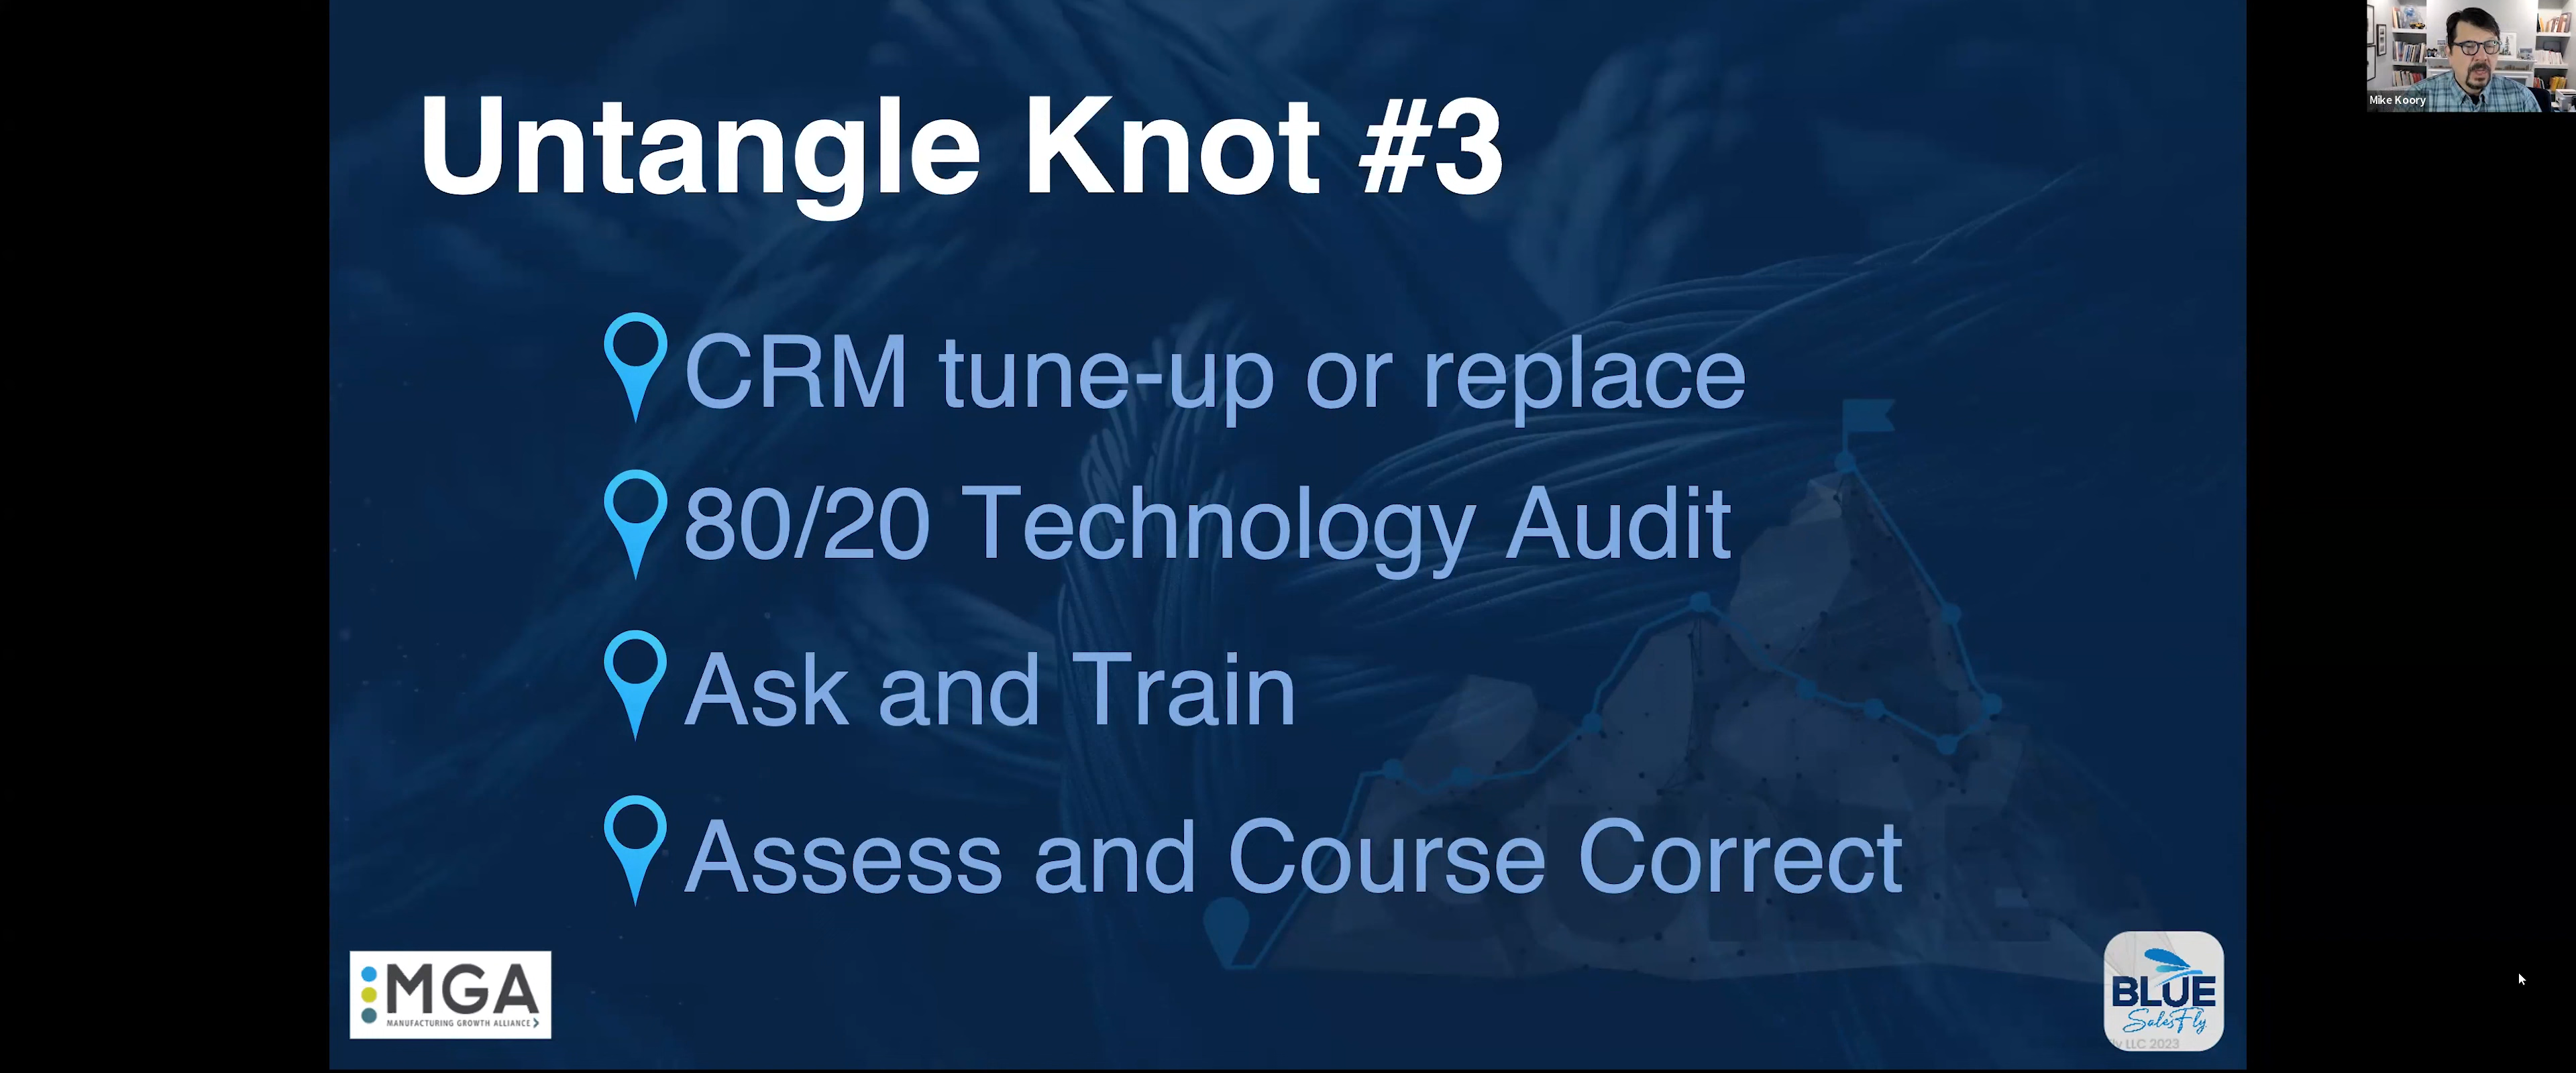 Untangle Knot #3
Mike Koory
CRM tune-up or replace
80/20 Technology Audit
Ask and Train
Assess and Course Correct
MGA
MANUFACTURING GROWTH ALLIANCE
BLUE
SalesFly
LLC 2023